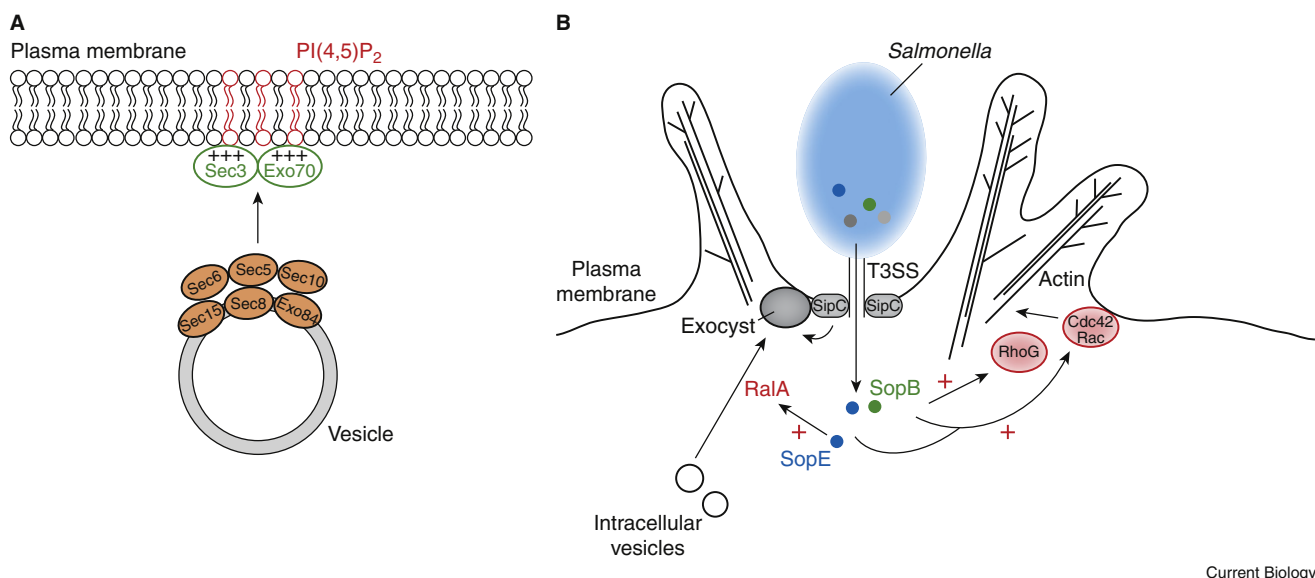 A
Plasma membrane
PI(4,5)P2
+++
+++
Sec3
Exo70
Sec6
Sec5
Sec10
Sec15
Sec8
Exo84
Vesicle
B
Salmonella
Plasma
membrane
T3SS
Actin
SipC
SipC
Exocyst
Cdc42
Rac
RhoG
RalA
SopB
+
+
+
SopE
Intracellular
vesicles
Current Biology